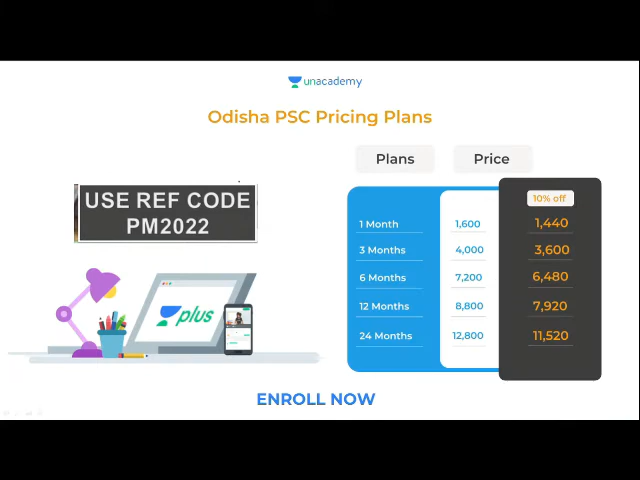 unacademy
Odisha PSC Pricing Plans
Plans Price
USE REF CODE
PM2022
10% off
1 Month 1,600 1,440
3 Months 4,000 3,600
6 Months 7,200 6,480
12 Months 8,800 7,920
24 Months 12,800 11,520
plus
ENROLL NOW